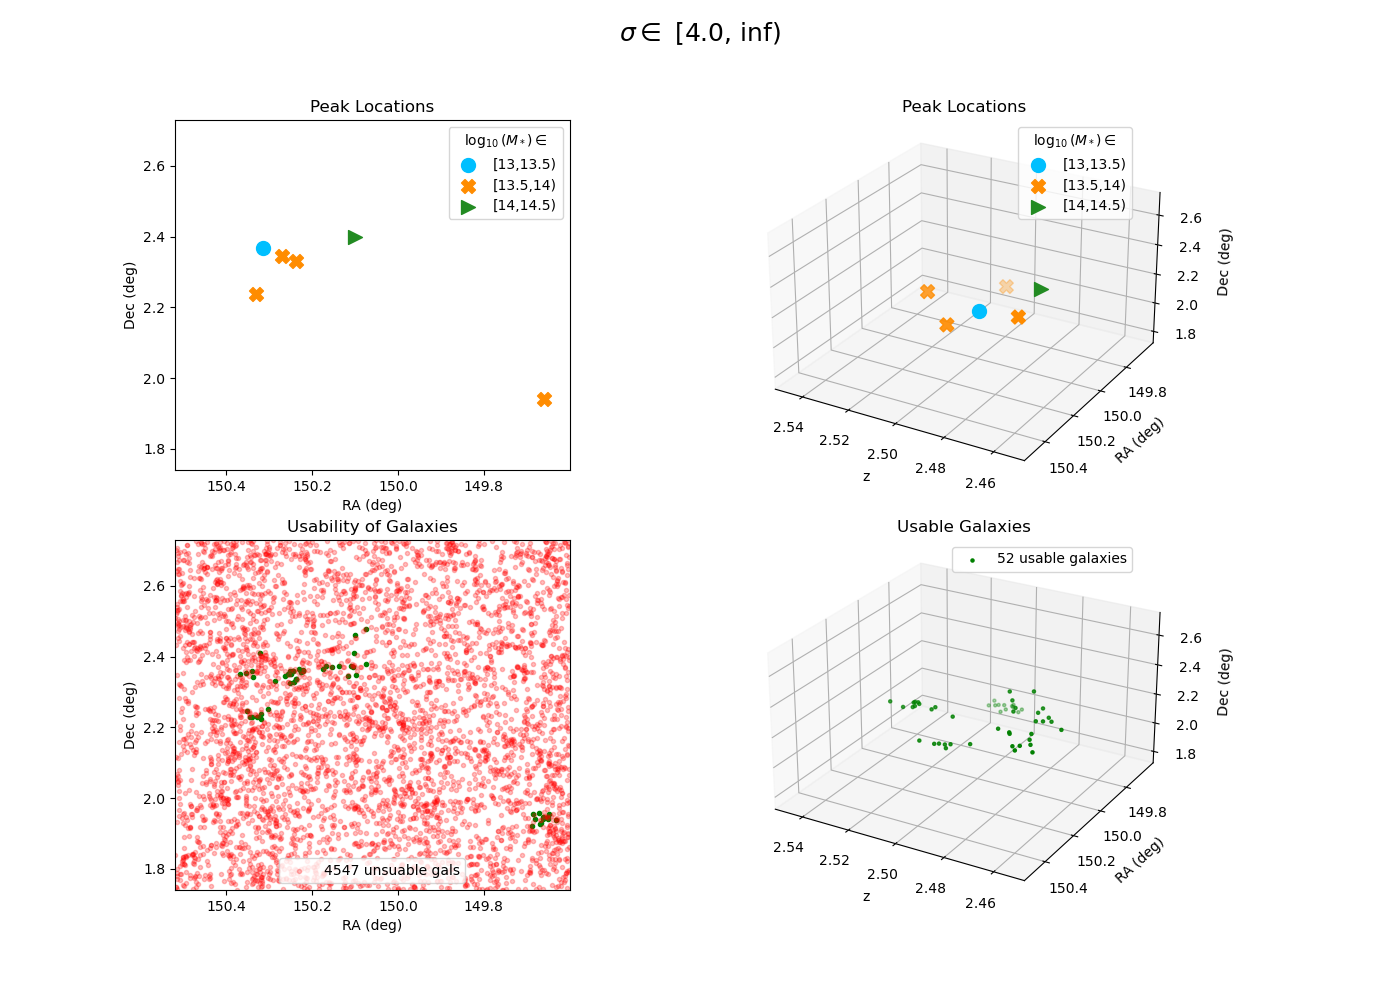 σ ∈ [4.0, inf)
Peak Locations
log₁₀(M*) ∈
[13,13.5)
[13.5,14)
[14,14.5)
2.6
2.4
2.2
2.0
1.8
Dec (deg)
150.4 150.2 150.0 149.8
RA (deg)
Peak Locations
log₁₀(M*) ∈
[13,13.5)
[13.5,14)
[14,14.5)
2.6
2.4
2.2
2.0
1.8
Dec (deg)
149.8
150.0
150.2
150.4
RA (deg)
2.54
2.52
2.50
2.48
2.46
z
Usability of Galaxies
2.6
2.4
2.2
2.0
1.8
Dec (deg)
4547 unsuable gals
150.4 150.2 150.0 149.8
RA (deg)
Usable Galaxies
52 usable galaxies
2.6
2.4
2.2
2.0
1.8
Dec (deg)
149.8
150.0
150.2
150.4
RA (deg)
2.54
2.52
2.50
2.48
2.46
z